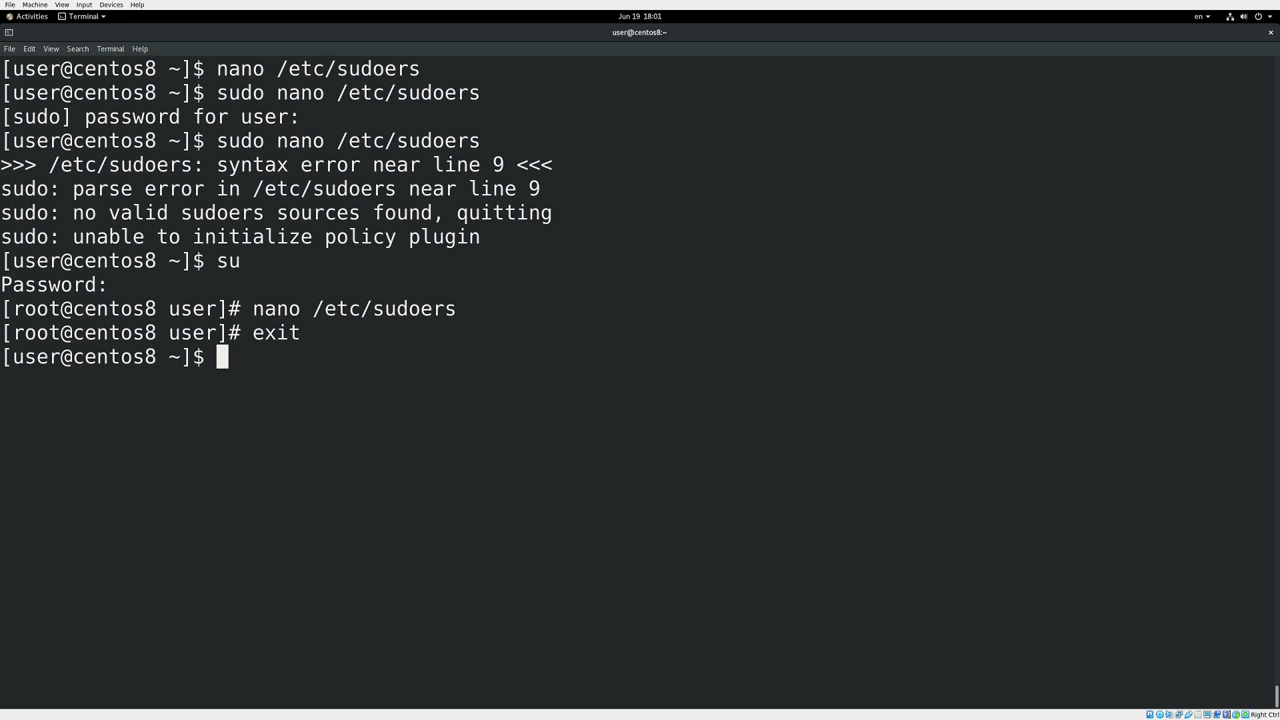 File Machine View Input Devices Help
Activities Terminal Jun 19 18:01 en
user@centos8:~
File Edit View Search Terminal Help
[user@centos8 ~]$ nano /etc/sudoers
[user@centos8 ~]$ sudo nano /etc/sudoers
[sudo] password for user:
[user@centos8 ~]$ sudo nano /etc/sudoers
>>> /etc/sudoers: syntax error near line 9 <<<
sudo: parse error in /etc/sudoers near line 9
sudo: no valid sudoers sources found, quitting
sudo: unable to initialize policy plugin
[user@centos8 ~]$ su
Password:
[root@centos8 user]# nano /etc/sudoers
[root@centos8 user]# exit
[user@centos8 ~]$
Right Ctrl